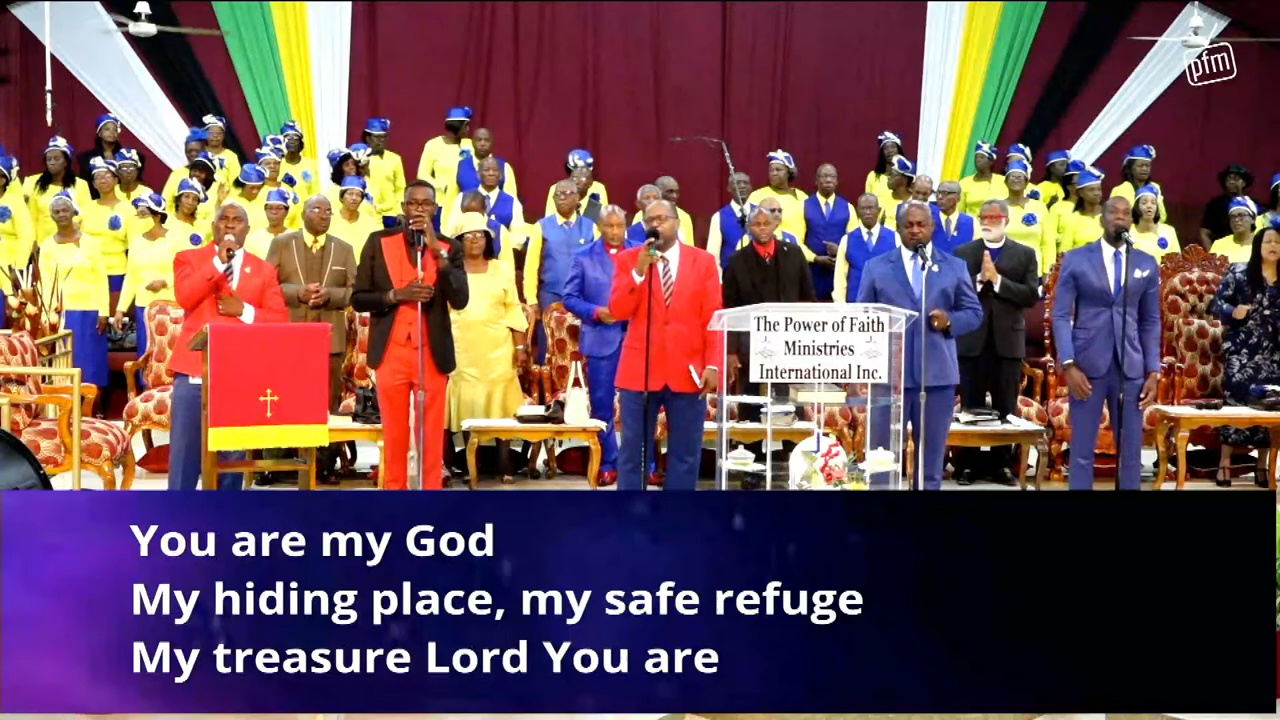 pfm
The Power of Faith
Ministries
International Inc.
You are my God
My hiding place, my safe refuge
My treasure Lord You are